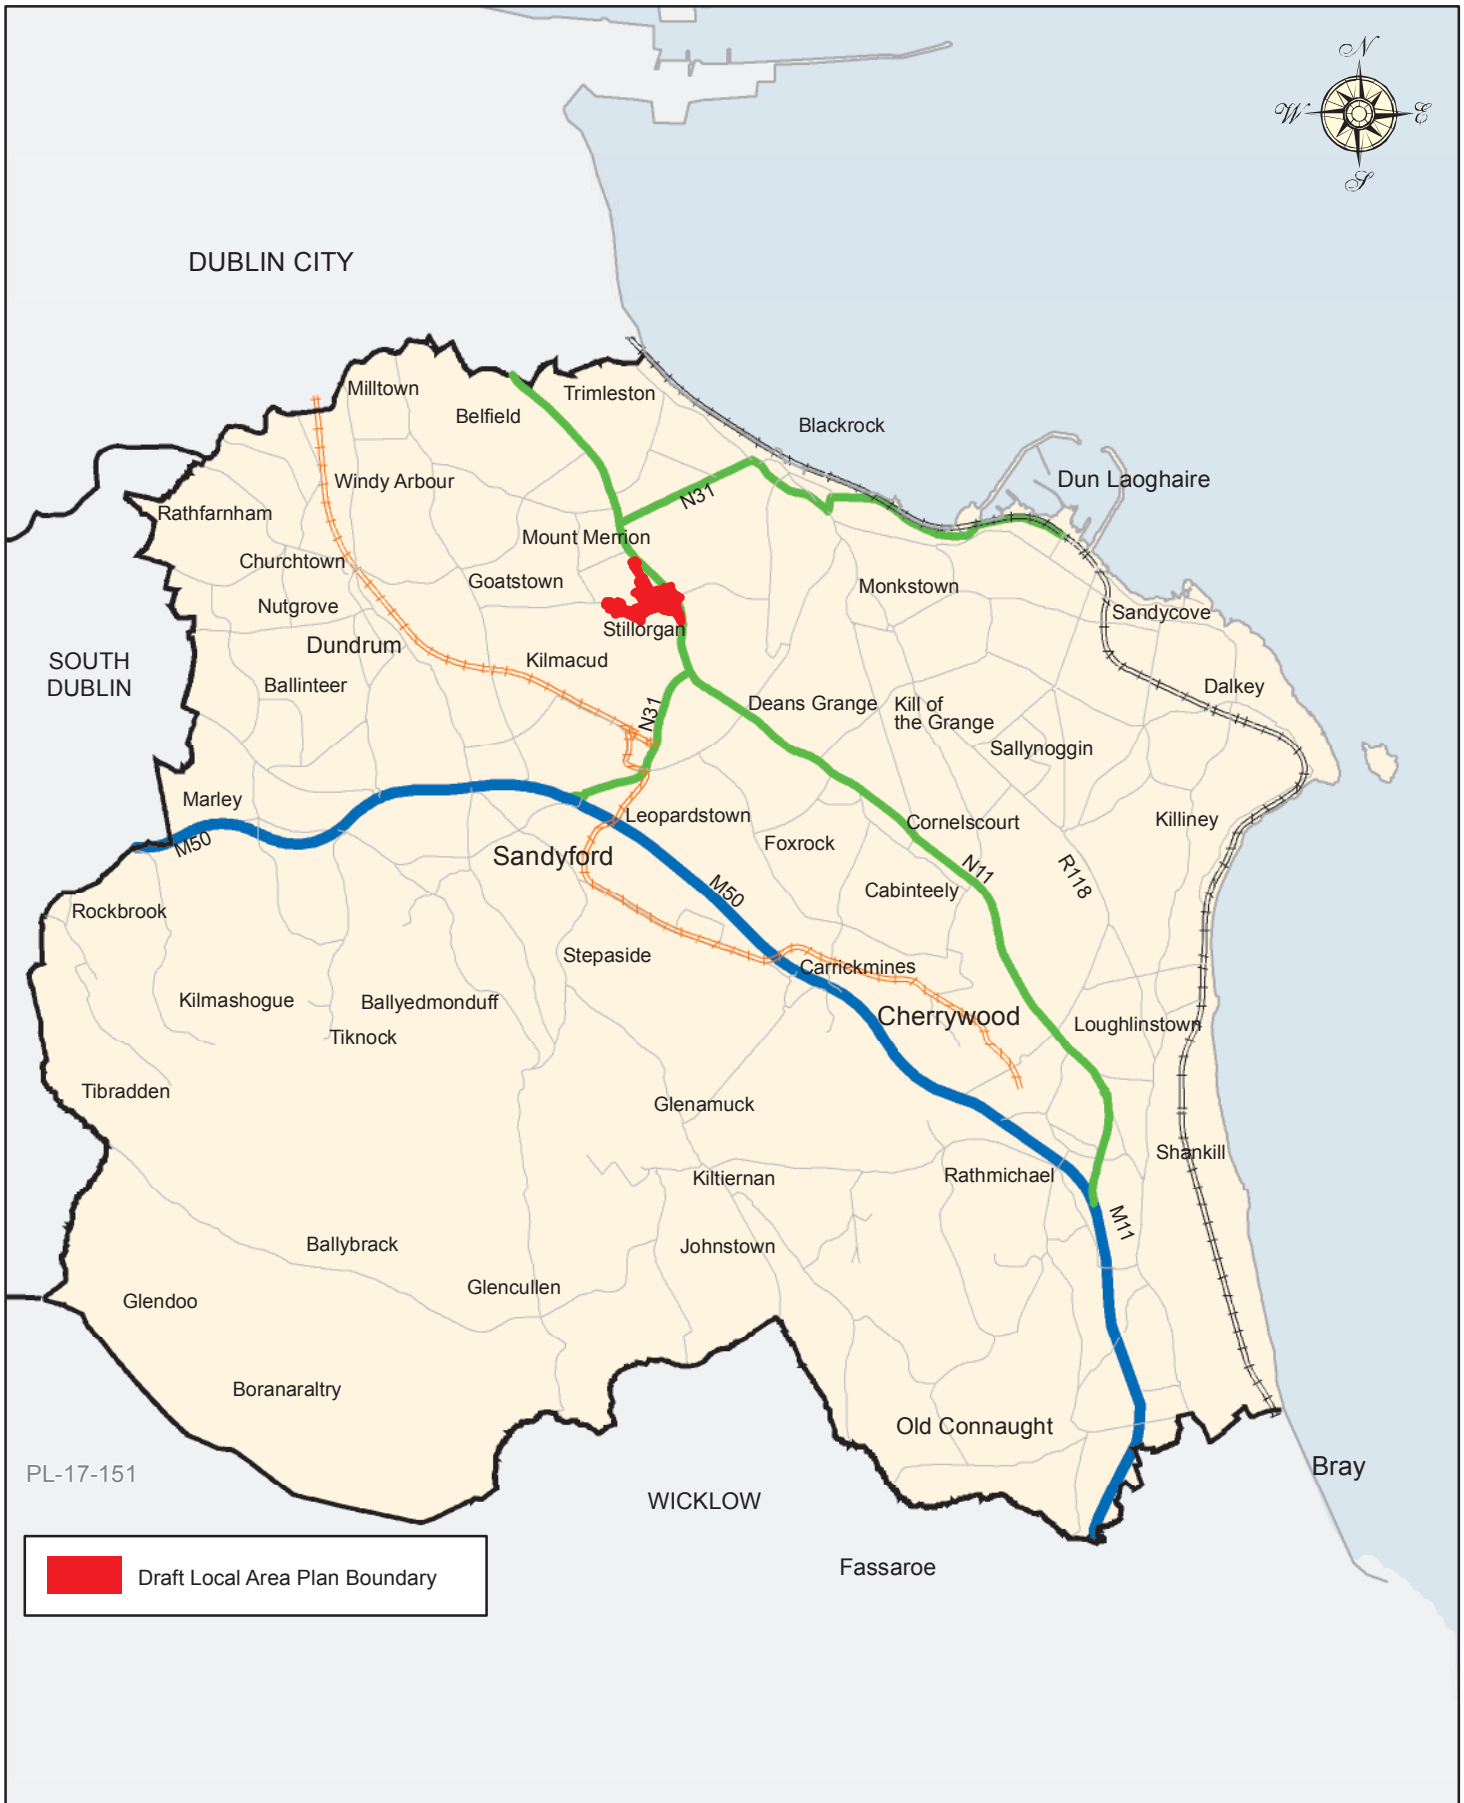 N
W
E
S
DUBLIN CITY
Milltown
Trimleston
Belfield
Blackrock
Dun Laoghaire
Windy Arbour
N31
Rathfarnham
Mount Merrion
Churchtown
Goatstown
Monkstown
Nutgrove
Sandycove
Stillorgan
Dundrum
SOUTH
DUBLIN
Kilmacud
Ballinteer
Dalkey
Deans Grange
Kill of
the Grange
N31
Sallynoggin
Marley
Leopardstown
Killiney
Cornelscourt
M50
Foxrock
Sandyford
N11
R118
M50
Cabinteely
Rockbrook
Stepaside
Carrickmines
Kilmashogue
Ballyedmonduff
Cherrywood
Loughlinstown
Tiknock
Tibradden
Glenamuck
Shankill
Rathmichael
Kiltiernan
M11
Ballybrack
Johnstown
Glencullen
Glendoo
Boranaraltry
Old Connaught
Bray
PL-17-151
WICKLOW
Fassaroe
Draft Local Area Plan Boundary